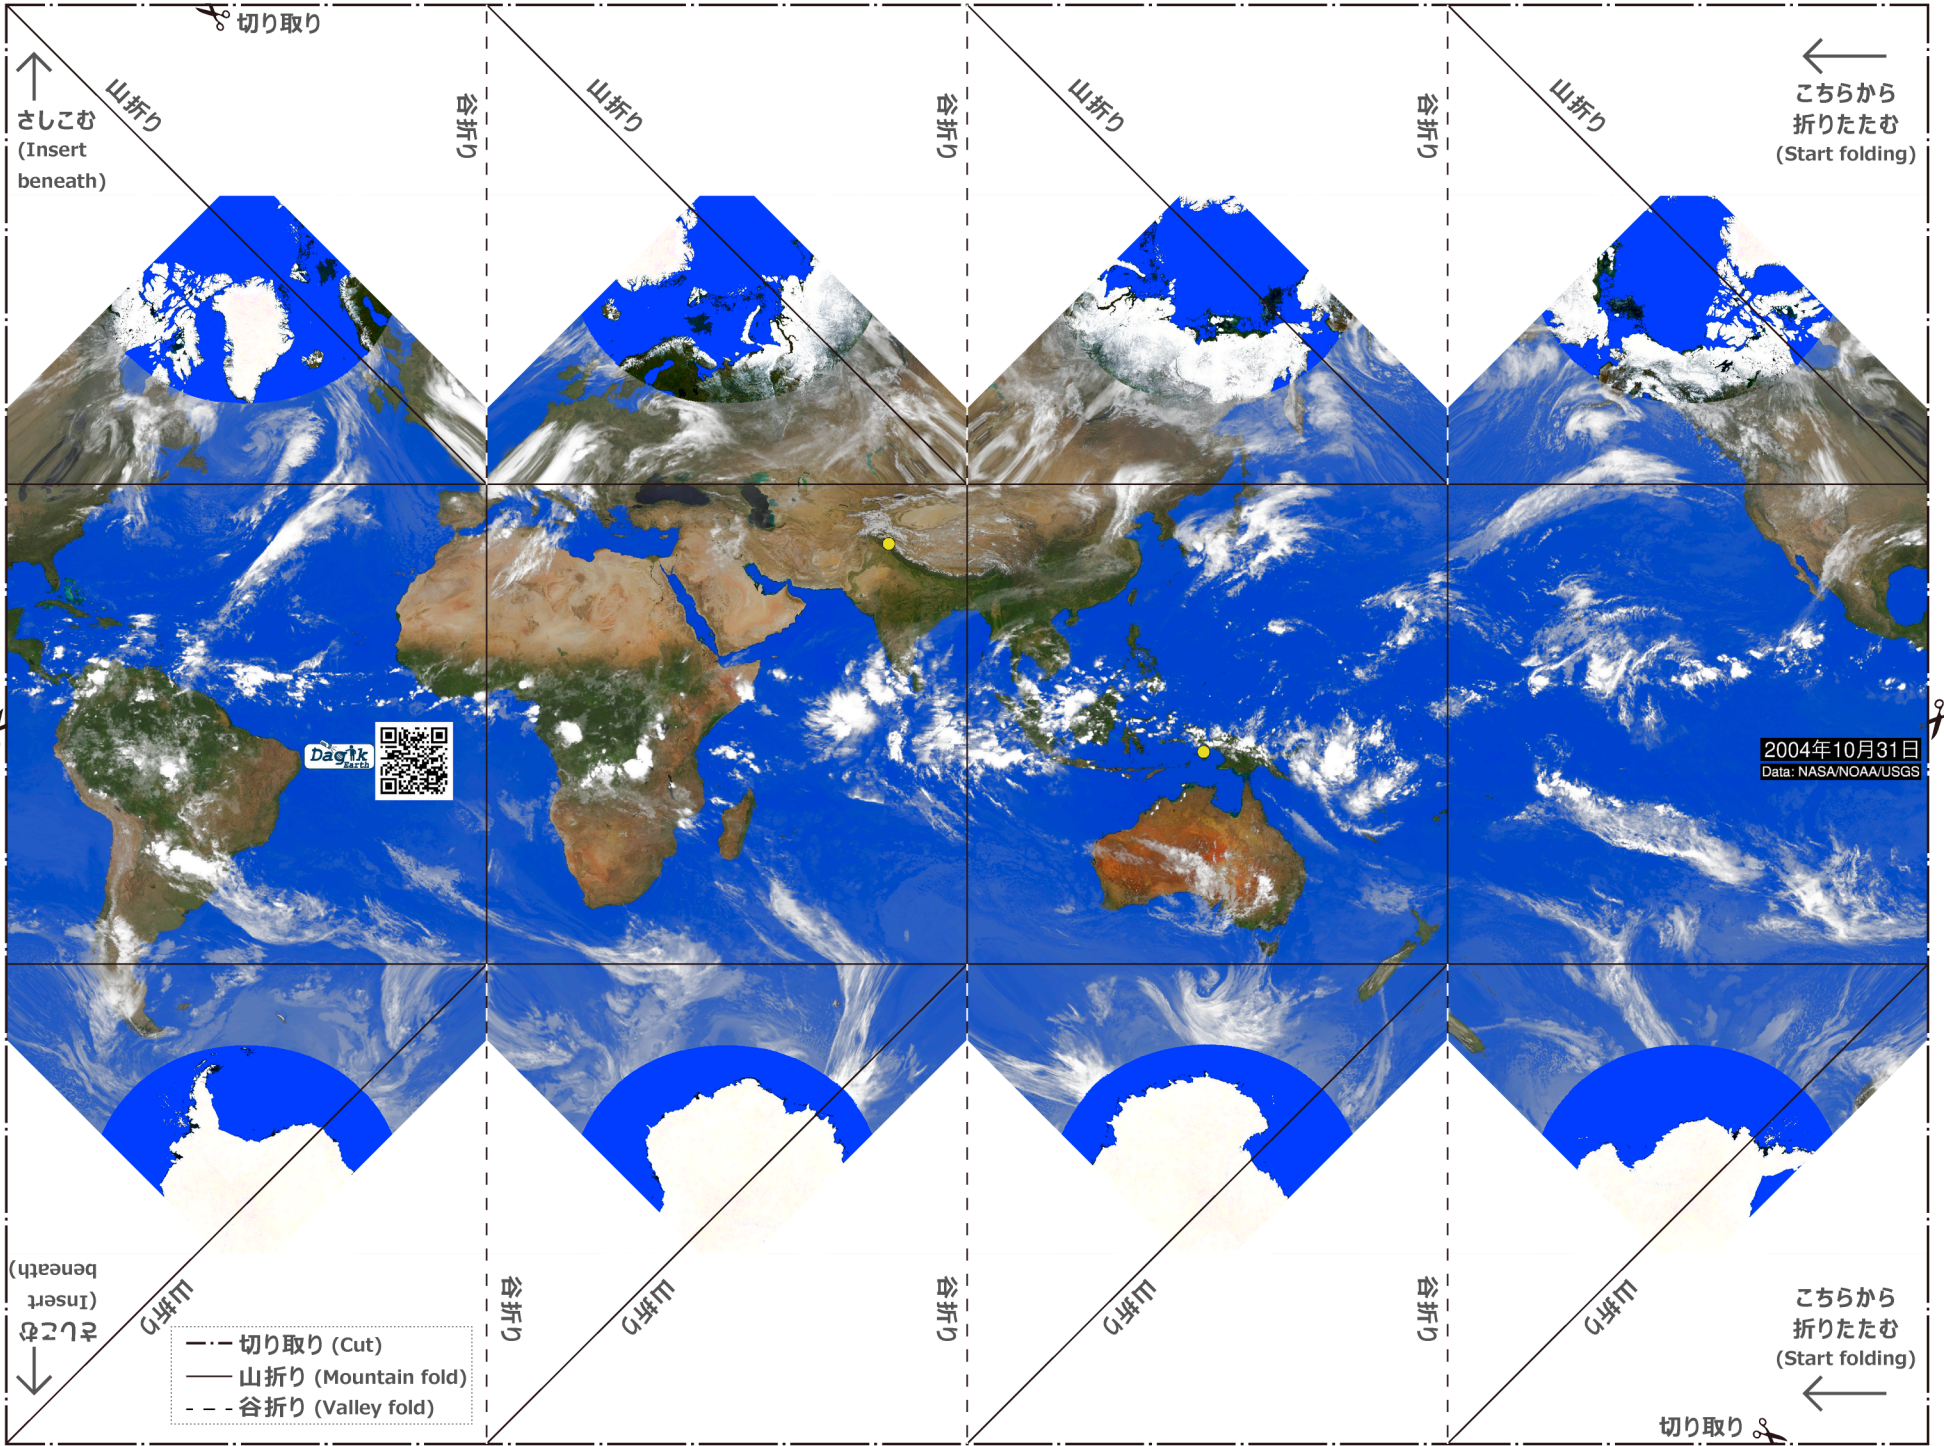 切り取り
山折り
谷折り
山折り
谷折り
山折り
谷折り
山折り
さしこむ
(Insert
beneath)
こちらから
折りたたむ
(Start folding)
Dagik
Earth
2004年10月31日
Data: NASA/NOAA/USGS
さしこむ
(Insert
beneath)
山折り
谷折り
山折り
谷折り
山折り
谷折り
山折り
切り取り (Cut)
山折り (Mountain fold)
谷折り (Valley fold)
こちらから
折りたたむ
(Start folding)
切り取り